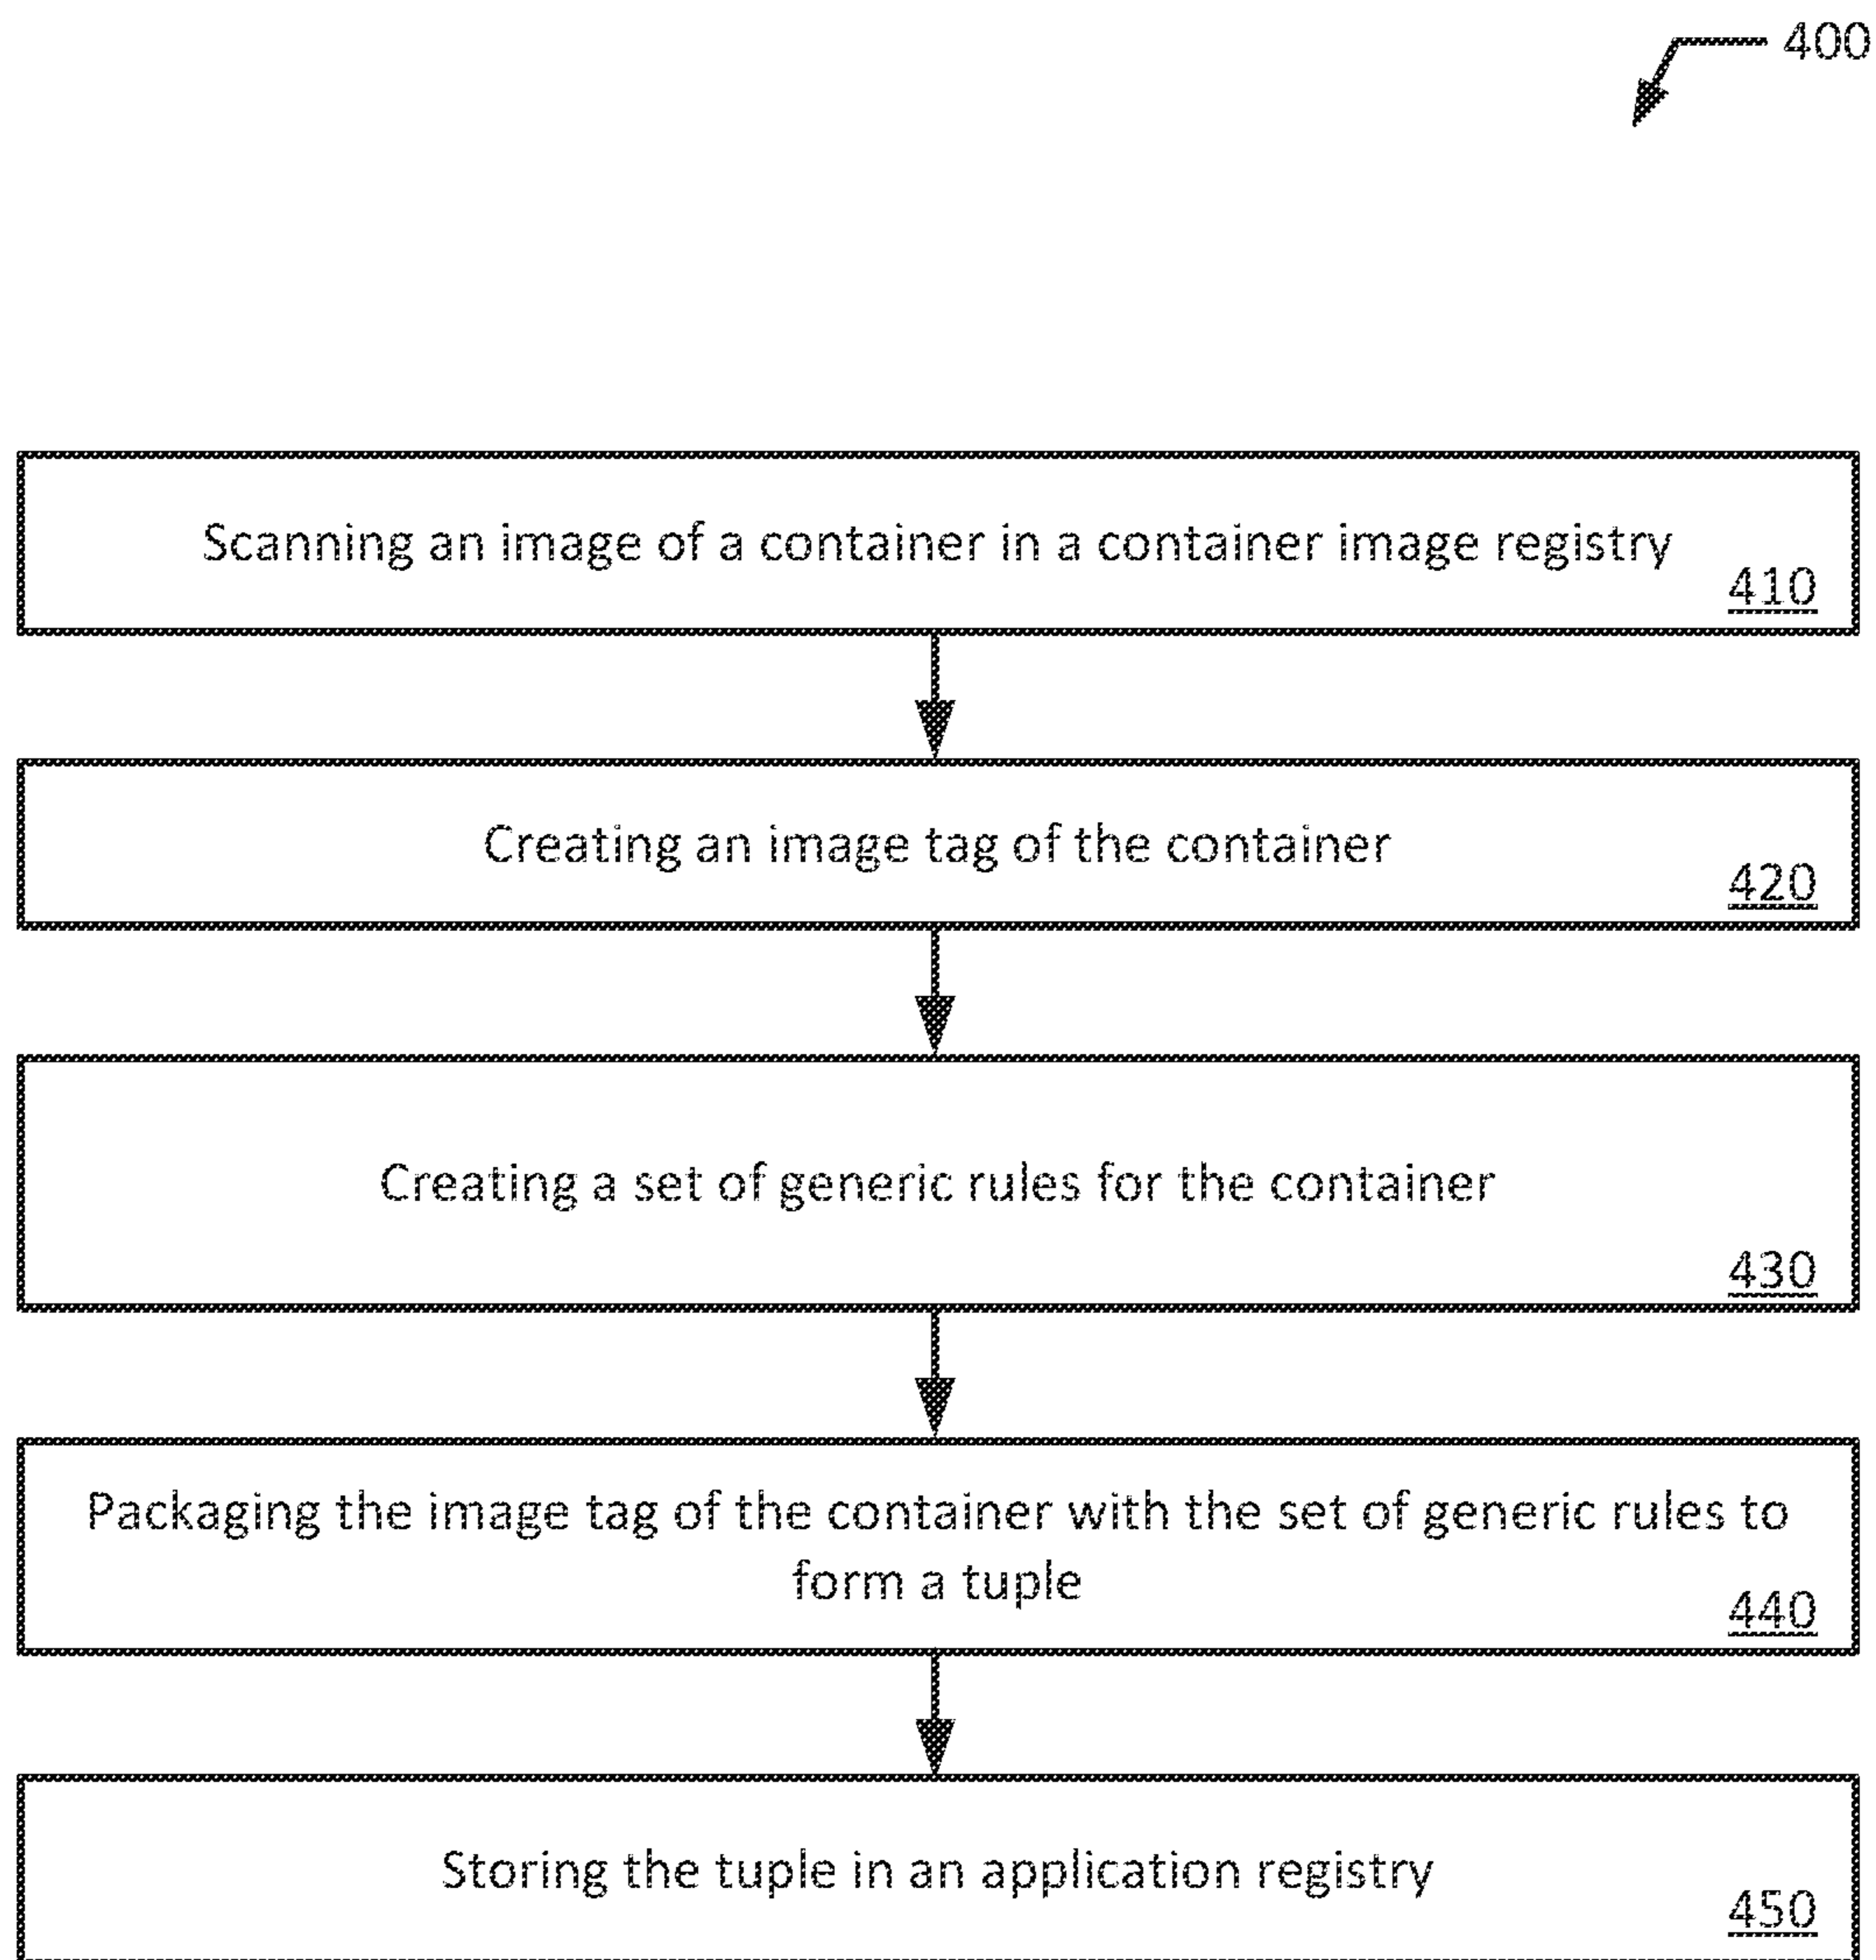 400
Scanning an image of a container in a container image registry
410
Creating an image tag of the container
420
Creating a set of generic rules for the container
430
Packaging the image tag of the container with the set of generic rules to
form a tuple
440
Storing the tuple in an application registry
450